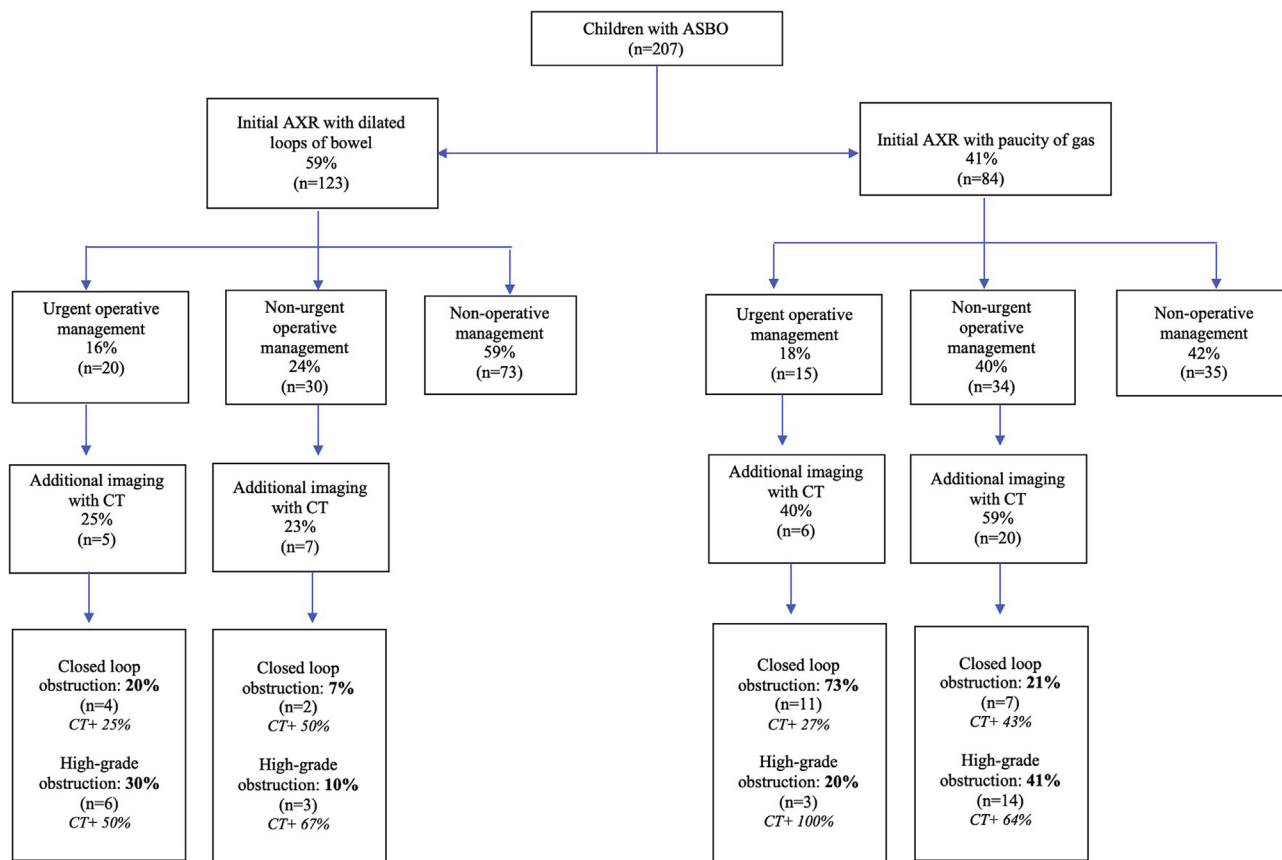 Children with ASBO
(n=207)
Initial AXR with dilated
loops of bowel
59%
(n=123)
Initial AXR with paucity of gas
41%
(n=84)
Urgent operative
management
16%
(n=20)
Non-urgent
operative
management
24%
(n=30)
Non-operative
management
59%
(n=73)
Urgent operative
management
18%
(n=15)
Non-urgent
operative
management
40%
(n=34)
Non-operative
management
42%
(n=35)
Additional imaging
with CT
25%
(n=5)
Additional imaging
with CT
23%
(n=7)
Additional imaging
with CT
40%
(n=6)
Additional imaging
with CT
59%
(n=20)
Closed loop
obstruction: 20%
(n=4)
CT+ 25%
High-grade
obstruction: 30%
(n=6)
CT+ 50%
Closed loop
obstruction: 7%
(n=2)
CT+ 50%
High-grade
obstruction: 10%
(n=3)
CT+ 67%
Closed loop
obstruction: 73%
(n=11)
CT+ 27%
High-grade
obstruction: 20%
(n=3)
CT+ 100%
Closed loop
obstruction: 21%
(n=7)
CT+ 43%
High-grade
obstruction: 41%
(n=14)
CT+ 64%